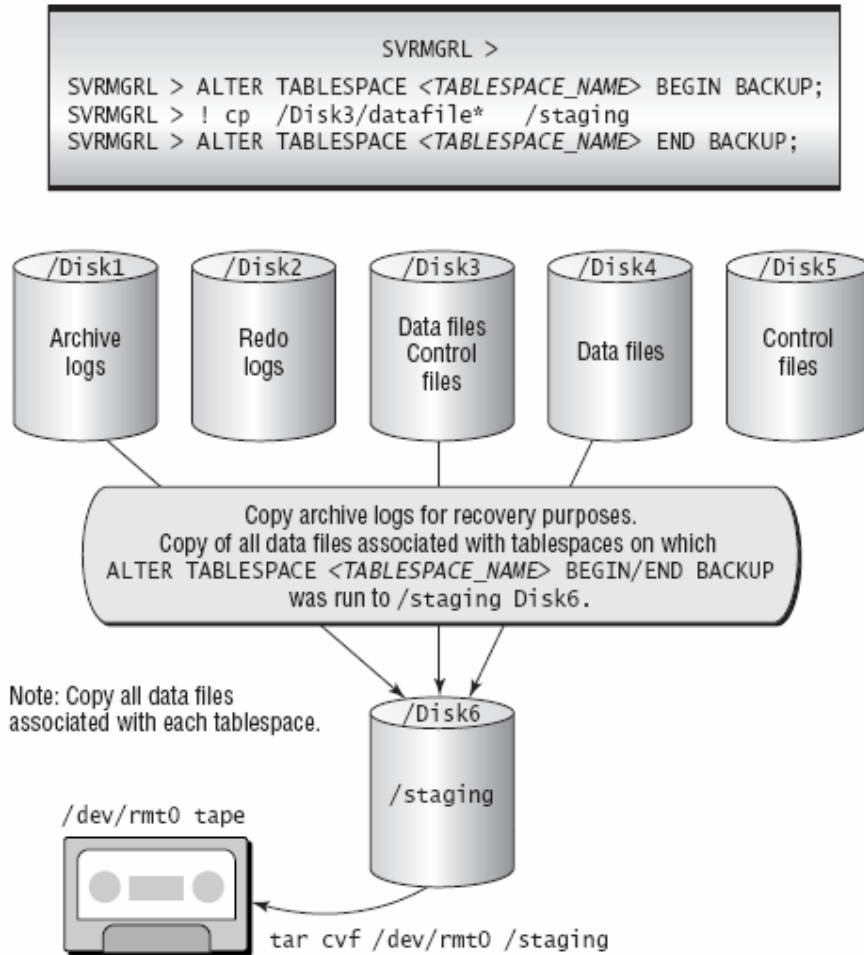 SVRMGRL >
SVRMGRL > ALTER TABLESPACE <TABLESPACE_NAME> BEGIN BACKUP;
SVRMGRL > ! cp /Disk3/datafile* /staging
SVRMGRL > ALTER TABLESPACE <TABLESPACE_NAME> END BACKUP;
/Disk1
Archive
logs
/Disk2
Redo
logs
/Disk3
Data files
Control
files
/Disk4
Data files
/Disk5
Control
files
Copy archive logs for recovery purposes.
Copy of all data files associated with tablespaces on which
ALTER TABLESPACE <TABLESPACE_NAME> BEGIN/END BACKUP
was run to /staging Disk6.
Note: Copy all data files
associated with each tablespace.
/Disk6
/staging
/dev/rmt0 tape
tar cvf /dev/rmt0 /staging